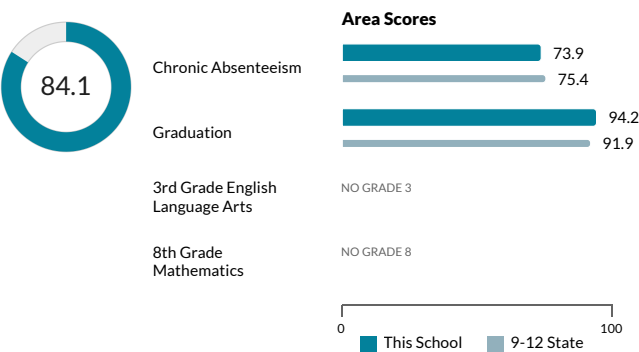 Area Scores
84.1
Chronic Absenteeism
73.9
75.4
Graduation
94.2
91.9
3rd Grade English
Language Arts
NO GRADE 3
8th Grade
Mathematics
NO GRADE 8
0
100
This School
9-12 State